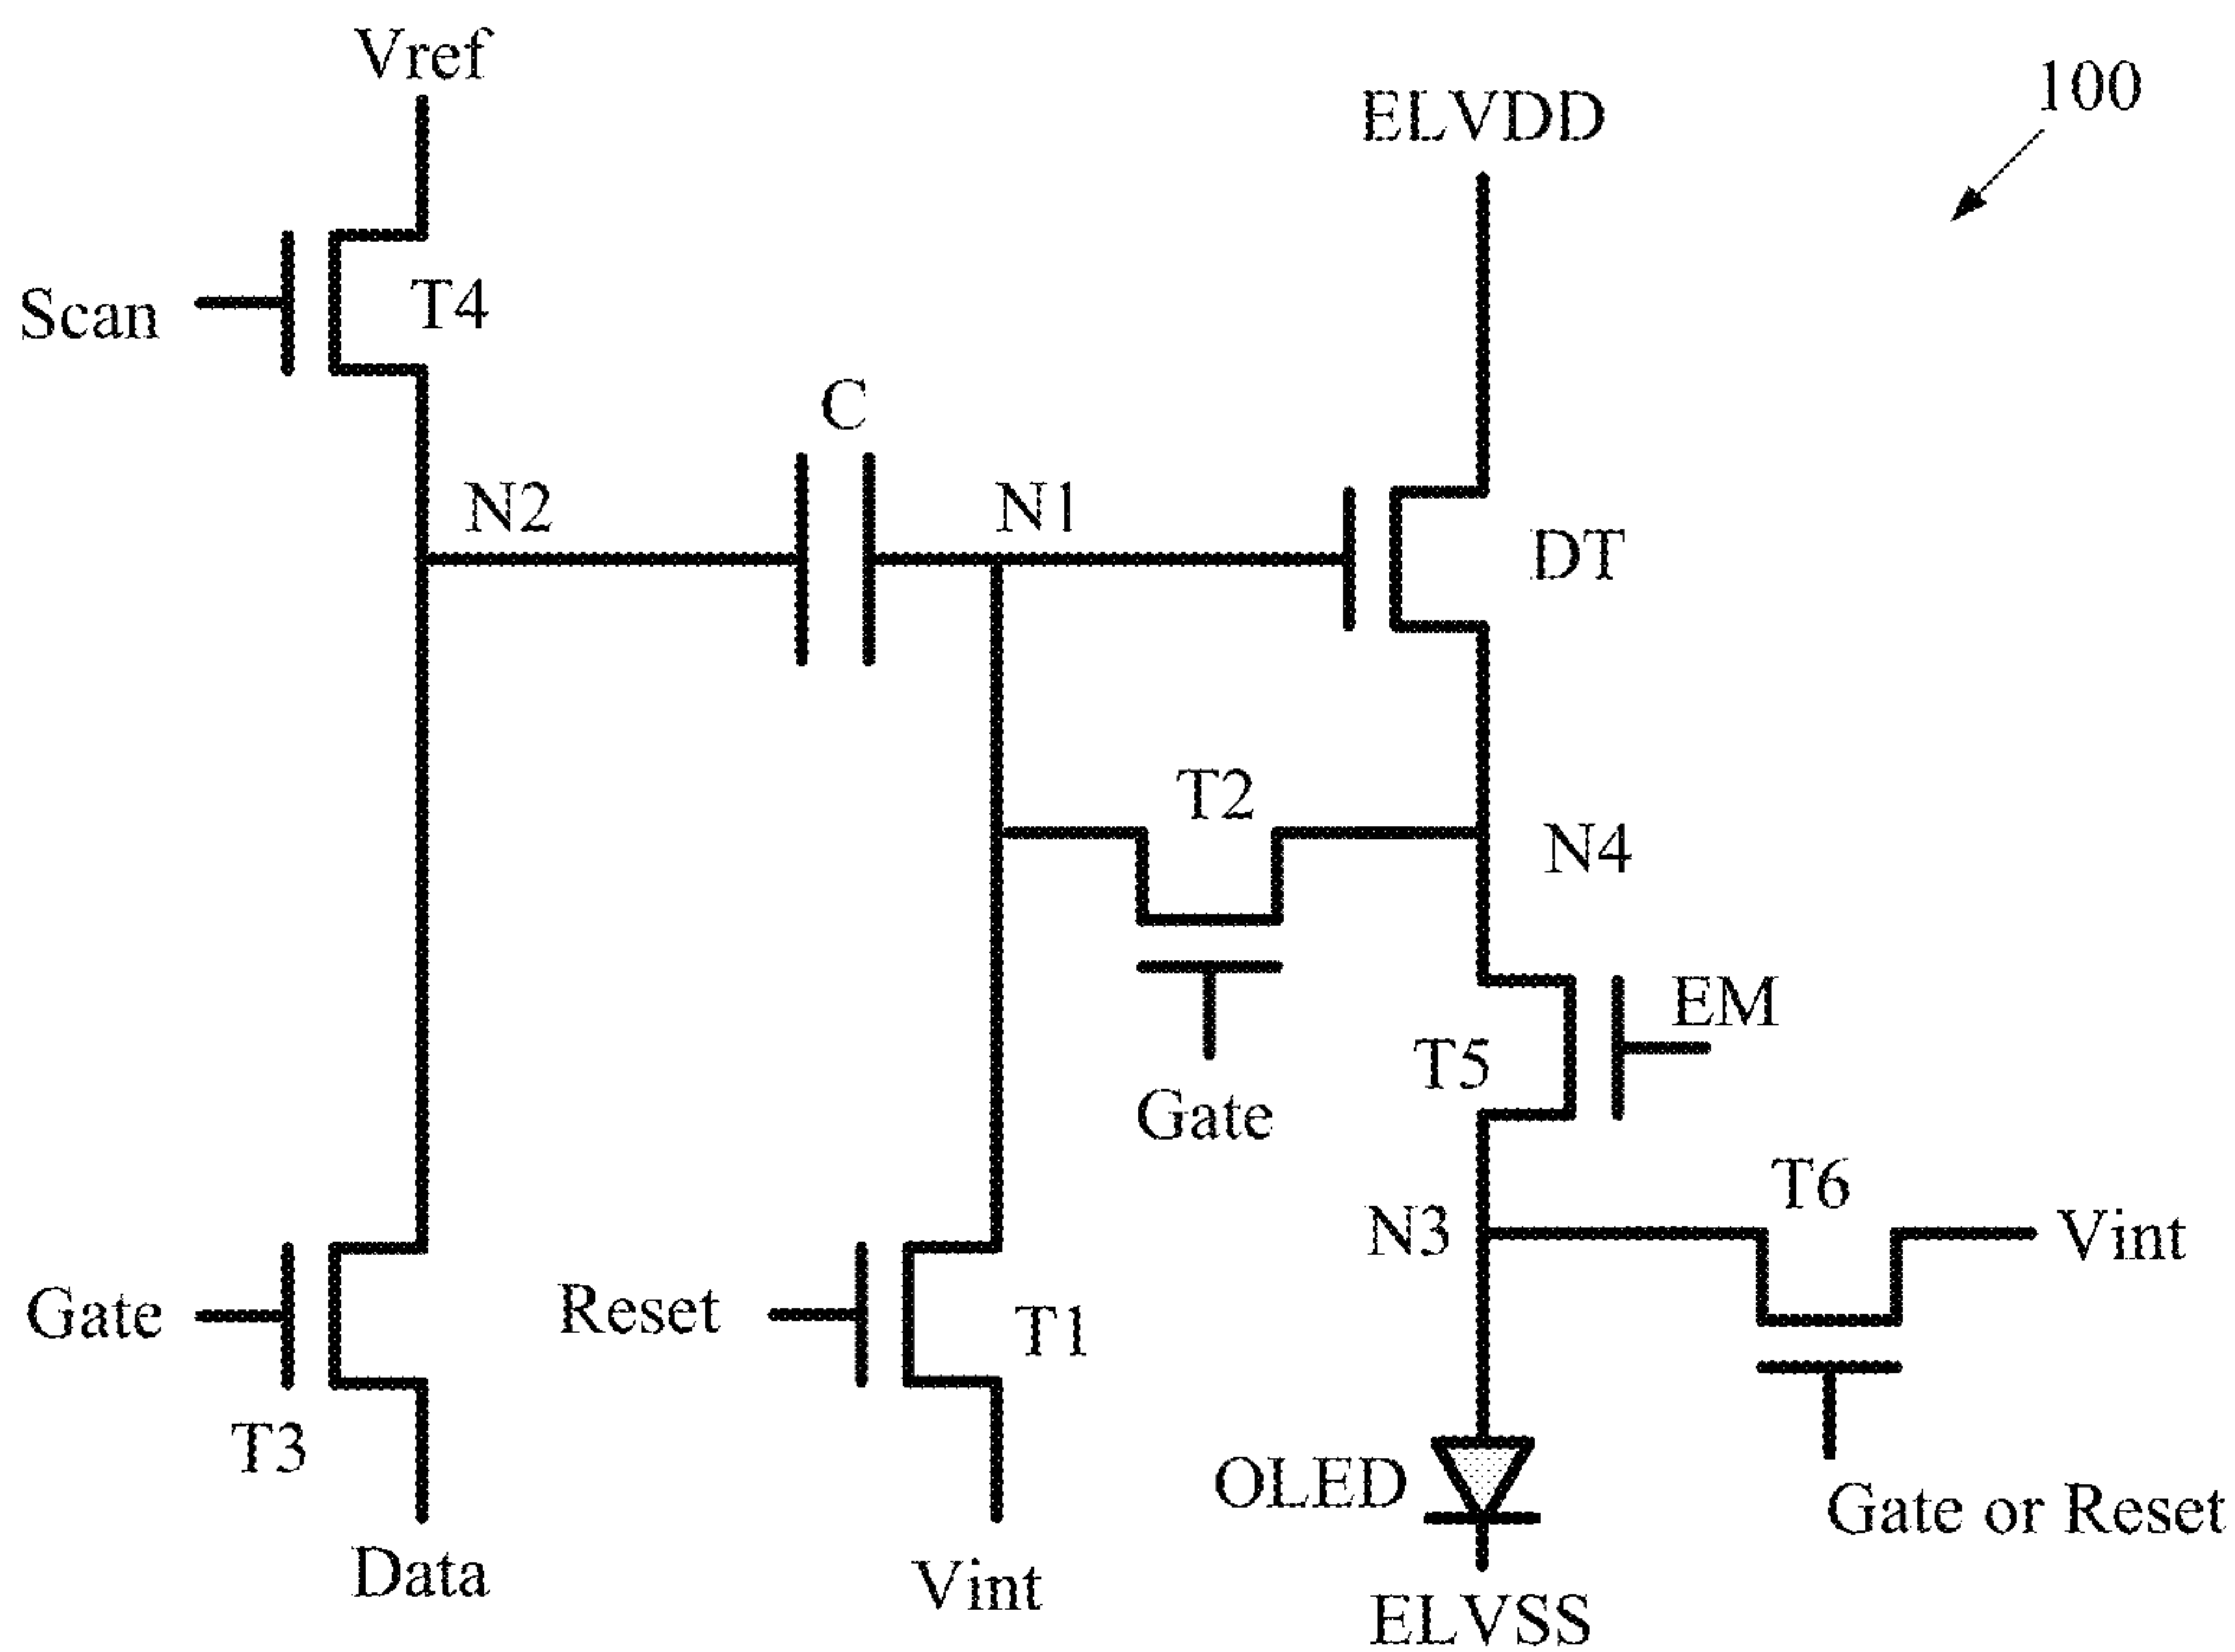 Vref
100
ELVDD
Scan
T4
C
N2
N1
DT
T2
N4
EM
T5
Gate
T6
N3
Vint
Gate
Reset
T1
T3
OLED
Gate or Reset
Data
Vint
ELVSS